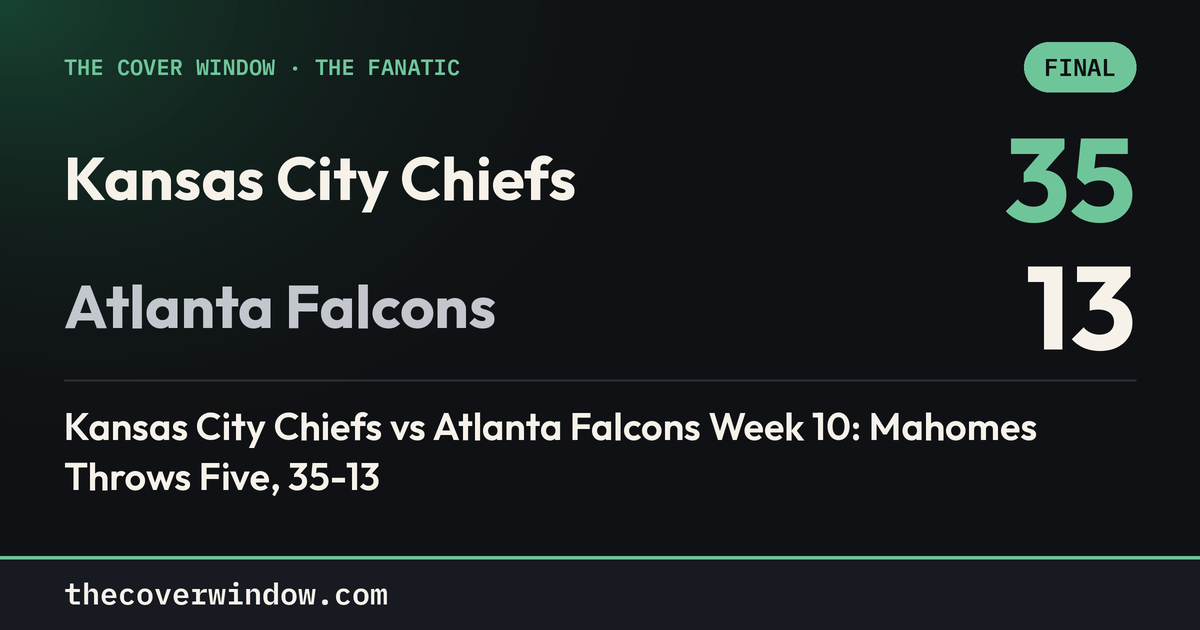 THE COVER WINDOW · THE FANATIC
FINAL
Kansas City Chiefs
35
Atlanta Falcons
13
Kansas City Chiefs vs Atlanta Falcons Week 10: Mahomes
Throws Five, 35-13
thecoverwindow.com